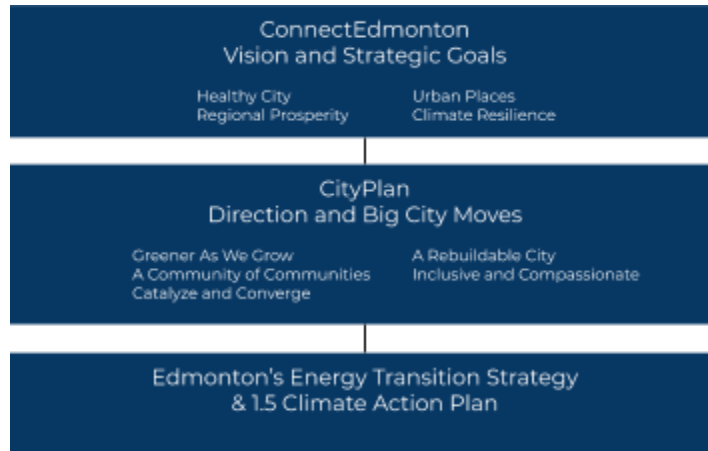 ConnectEdmonton
Vision and Strategic Goals
Healthy City
Regional Prosperity
Urban Places
Climate Resilience
CityPlan
Direction and Big City Moves
Greener As We Grow
A Community of Communities
Catalyze and Converge
A Rebuildable City
Inclusive and Compassionate
Edmonton's Energy Transition Strategy
& 1.5 Climate Action Plan